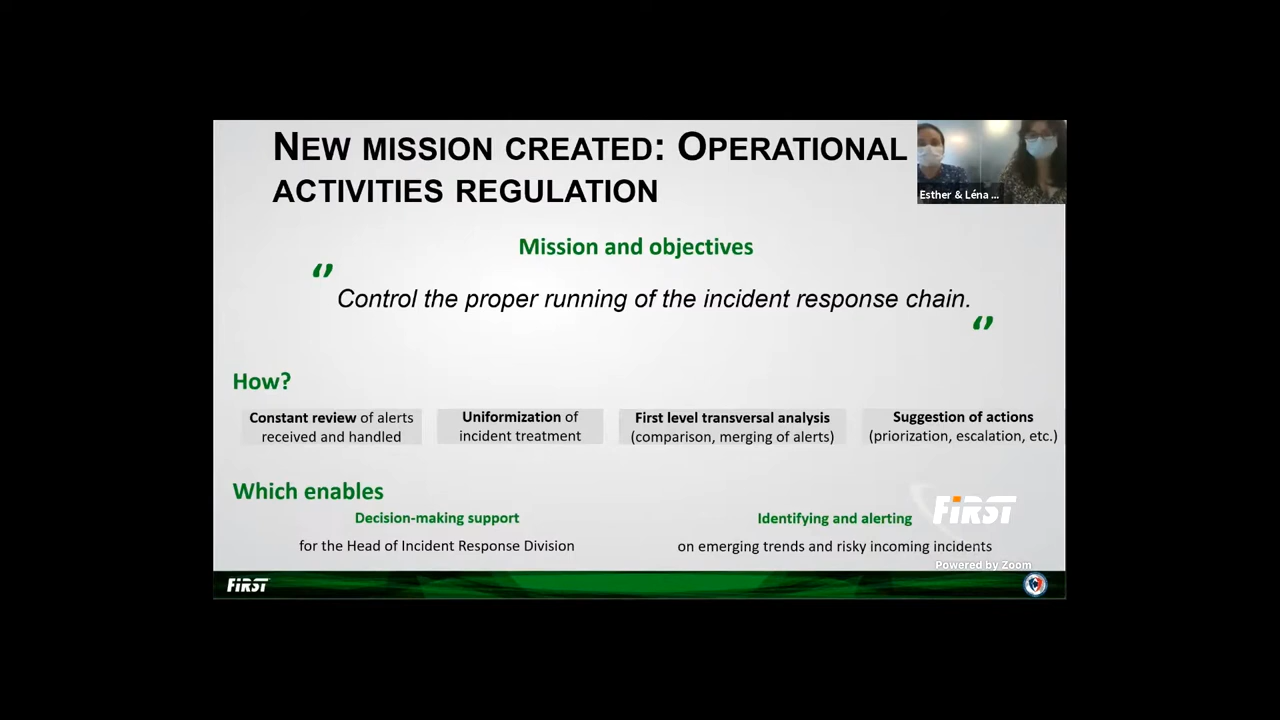 NEW MISSION CREATED: OPERATIONAL
ACTIVITIES REGULATION
Esther & Léna ...
Mission and objectives
‘’
Control the proper running of the incident response chain.
‘’
How?
Constant review of alerts
received and handled
Uniformization of
incident treatment
First level transversal analysis
(comparison, merging of alerts)
Suggestion of actions
(priorization, escalation, etc.)
Which enables
Decision-making support
for the Head of Incident Response Division
Identifying and alerting
on emerging trends and risky incoming incidents
FiRST
Powered by Zoom
FiRST